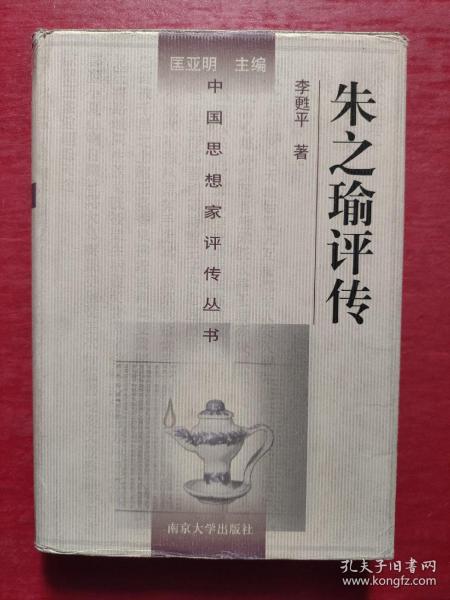 朱之瑜评传
李甦平 著
匡亚明 主编
中国思想家评传丛书
南京大学出版社
孔夫子旧书网
www.kongfz.com